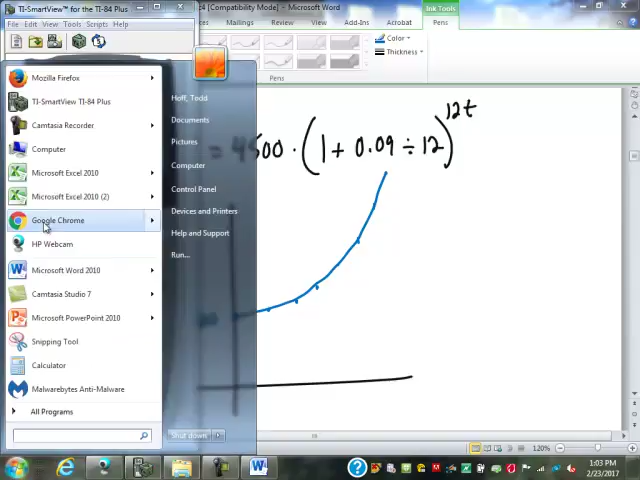 TI-SmartView™ for the TI-84 Plus
c4 [Compatibility Mode] - Microsoft Word
Ink Tools
File Edit View Tools Scripts Help
Mailings Review View Add-Ins Acrobat Pens
Color
Thickness
Pens
Mozilla Firefox
TI-SmartView TI-84 Plus
Camtasia Recorder
Computer
Microsoft Excel 2010
Microsoft Excel 2010 (2)
Google Chrome
HP Webcam
Microsoft Word 2010
Camtasia Studio 7
Microsoft PowerPoint 2010
Snipping Tool
Calculator
Malwarebytes Anti-Malware
All Programs
Hoff, Todd
Documents
Pictures
Computer
Control Panel
Devices and Printers
Help and Support
Run...
Shut down
= 4500 · (1 + 0.09 ÷ 12)^12t
120%
1:03 PM
2/23/2017